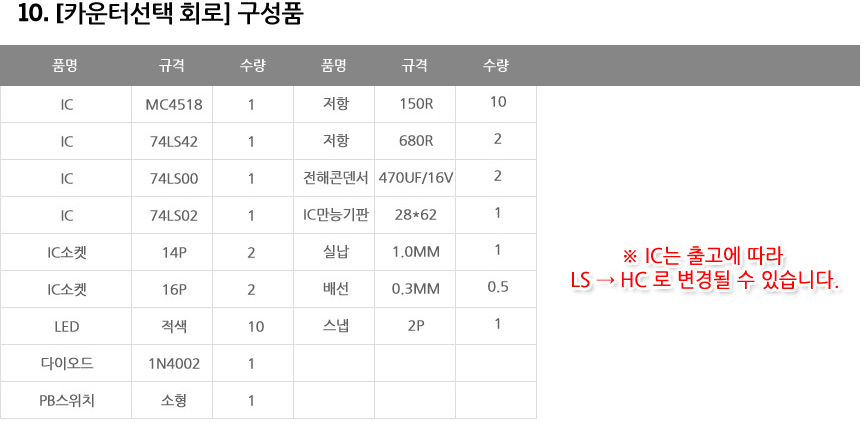 10. [카운터선택 회로] 구성품
품명 규격 수량 품명 규격 수량
IC MC4518 1 저항 150R 10
IC 74LS42 1 저항 680R 2
IC 74LS00 1 전해콘덴서 470UF/16V 2
IC 74LS02 1 IC만능기판 28*62 1
IC소켓 14P 2 실납 1.0MM 1
IC소켓 16P 2 배선 0.3MM 0.5
LED 적색 10 스냅 2P 1
다이오드 1N4002 1
PB스위치 소형 1
※ IC는 출고에 따라
LS → HC 로 변경될 수 있습니다.